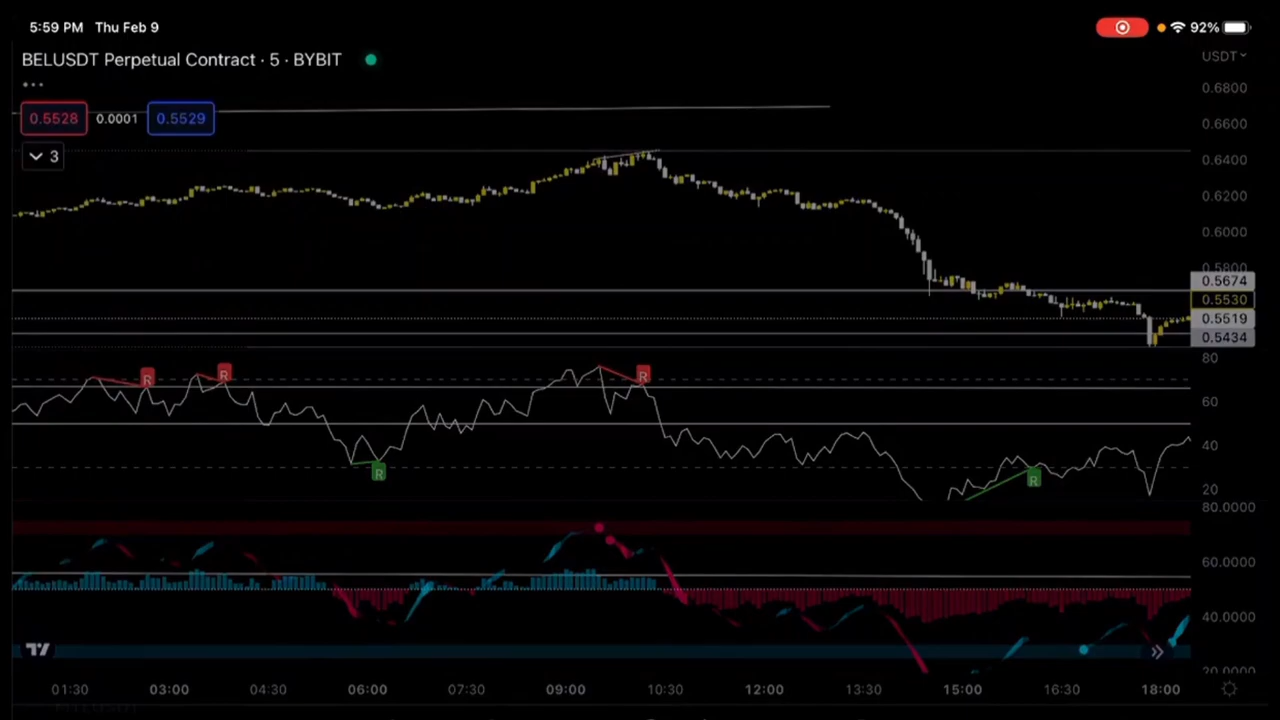 5:59 PM Thu Feb 9
92%
BELUSDT Perpetual Contract · 5 · BYBIT
USDT
0.6800
0.5528 0.0001 0.5529
0.6600
3
0.6400
0.6200
0.6000
0.5800
0.5674
0.5530
0.5519
0.5434
80
R
R
R
60
40
R
R
20
80.0000
60.0000
40.0000
20.0000
01:30 03:00 04:30 06:00 07:30 09:00 10:30 12:00 13:30 15:00 16:30 18:00